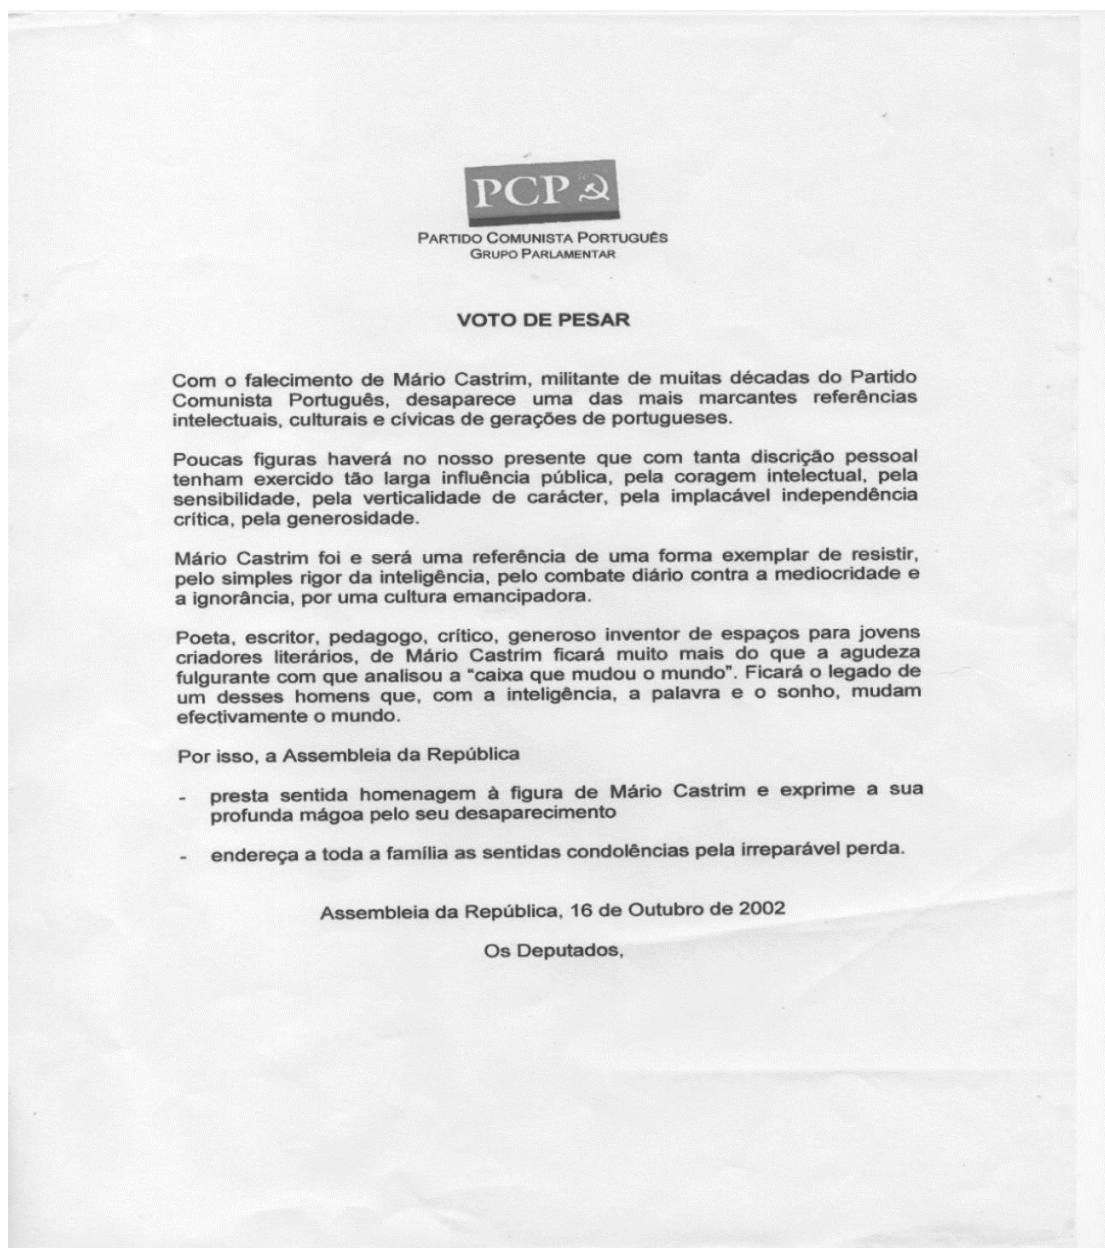 PCP
PARTIDO COMUNISTA PORTUGUÊS
GRUPO PARLAMENTAR
VOTO DE PESAR
Com o falecimento de Mário Castrim, militante de muitas décadas do Partido
Comunista Português, desaparece uma das mais marcantes referências
intelectuais, culturais e cívicas de gerações de portugueses.
Poucas figuras haverá no nosso presente que com tanta discrição pessoal
tenham exercido tão larga influência pública, pela coragem intelectual, pela
sensibilidade, pela verticalidade de carácter, pela implacável independência
crítica, pela generosidade.
Mário Castrim foi e será uma referência de uma forma exemplar de resistir,
pelo simples rigor da inteligência, pelo combate diário contra a mediocridade e
a ignorância, por uma cultura emancipadora.
Poeta, escritor, pedagogo, crítico, generoso inventor de espaços para jovens
criadores literários, de Mário Castrim ficará muito mais do que a agudeza
fulgurante com que analisou a "caixa que mudou o mundo". Ficará o legado de
um desses homens que, com a inteligência, a palavra e o sonho, mudam
efectivamente o mundo.
Por isso, a Assembleia da República
- presta sentida homenagem à figura de Mário Castrim e exprime a sua
profunda mágoa pelo seu desaparecimento
- endereça a toda a família as sentidas condolências pela irreparável perda.
Assembleia da República, 16 de Outubro de 2002
Os Deputados,